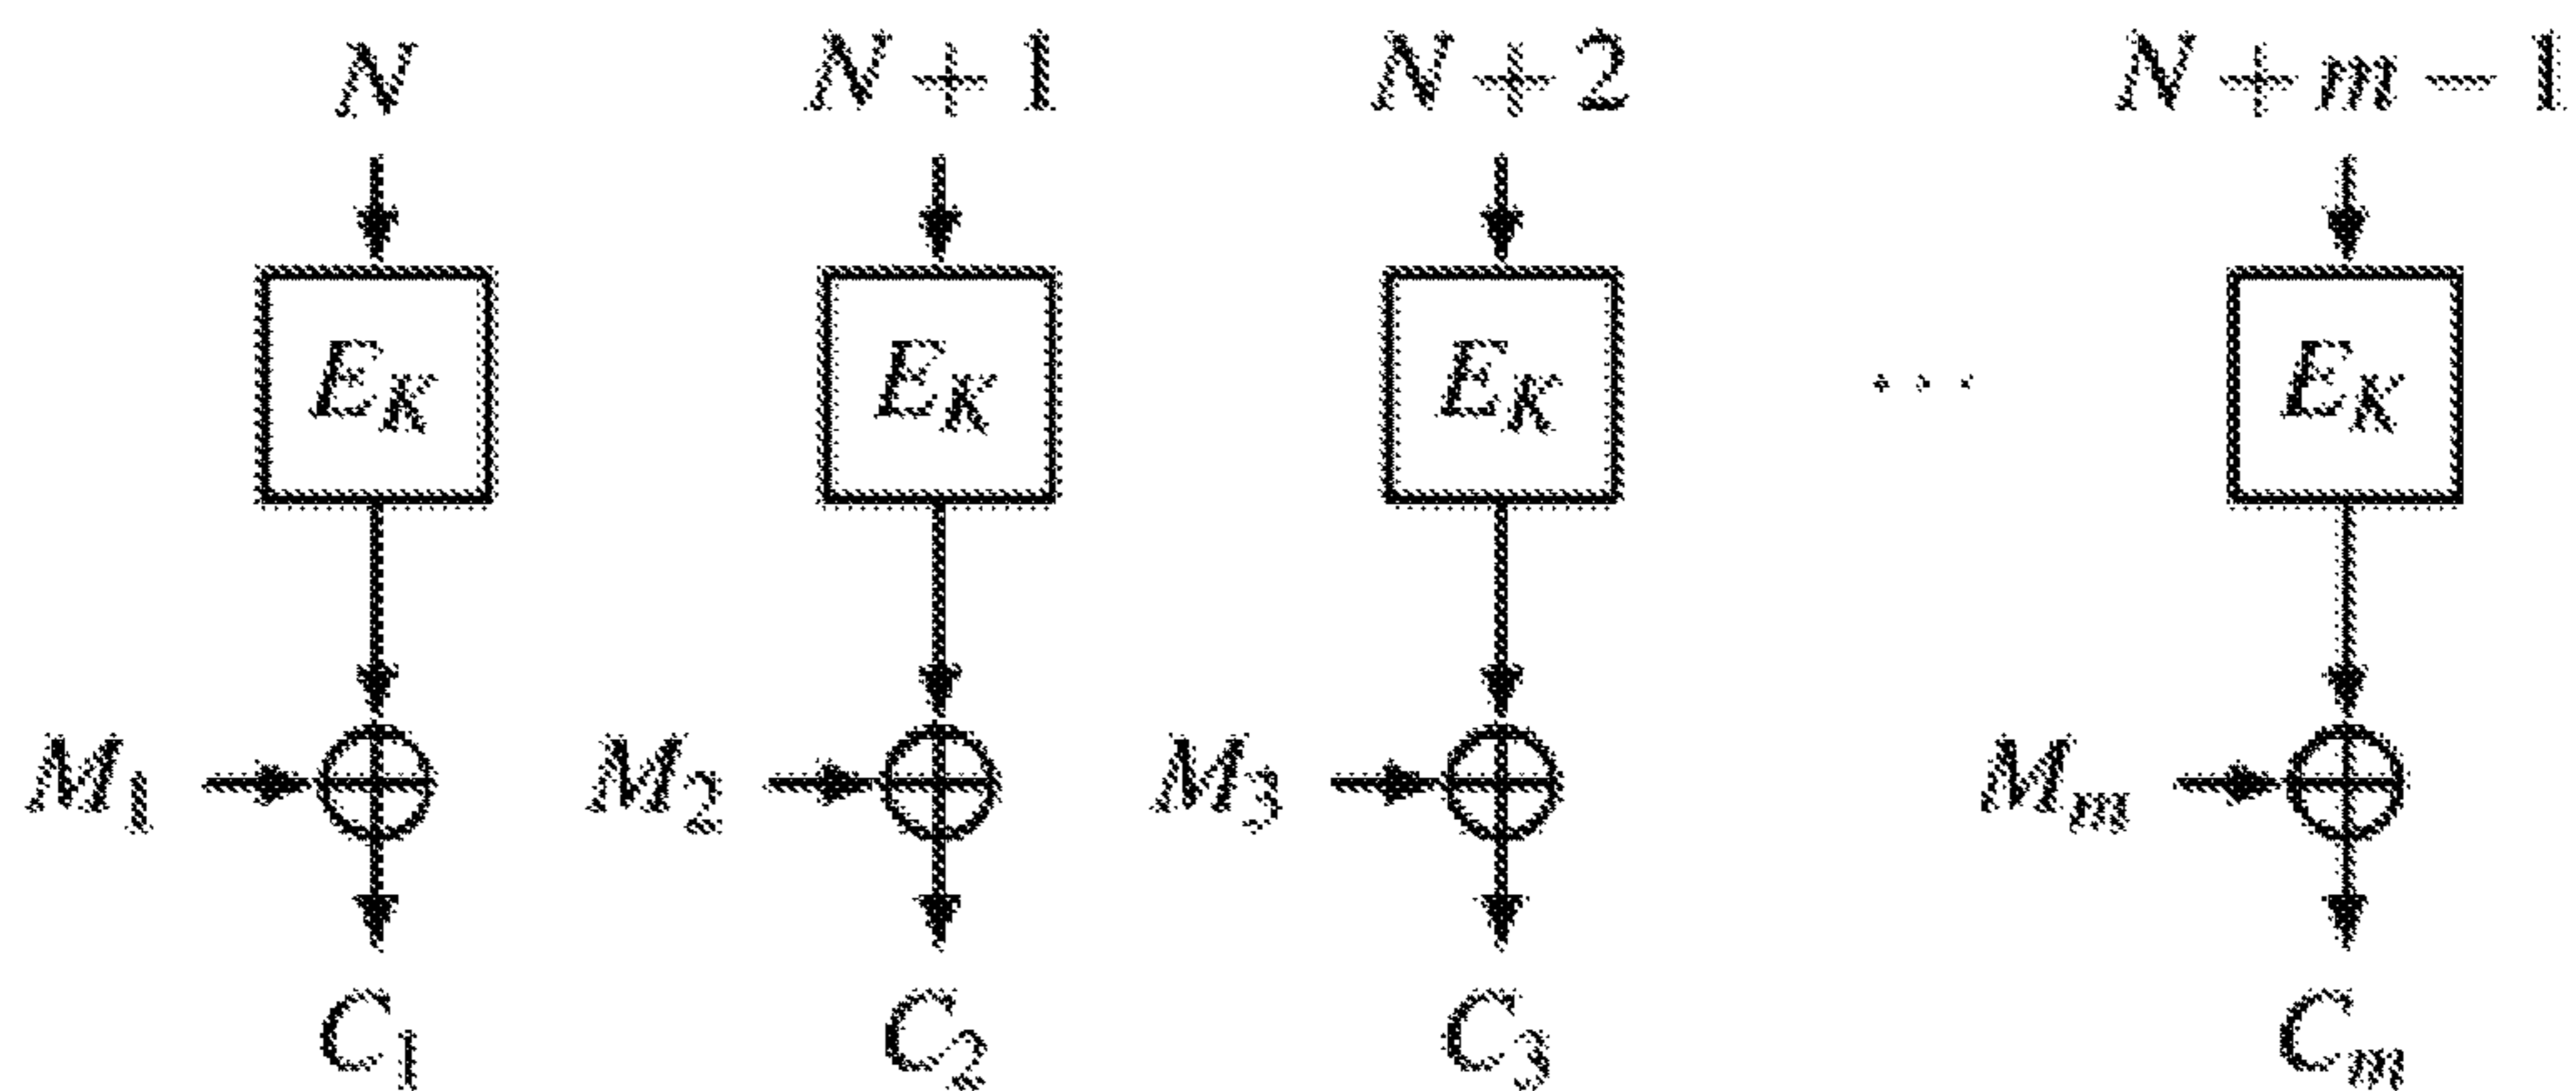 N N + 1 N + 2 N + m − 1
E_K E_K E_K ··· E_K
M_1 M_2 M_3 M_m
C_1 C_2 C_3 C_m